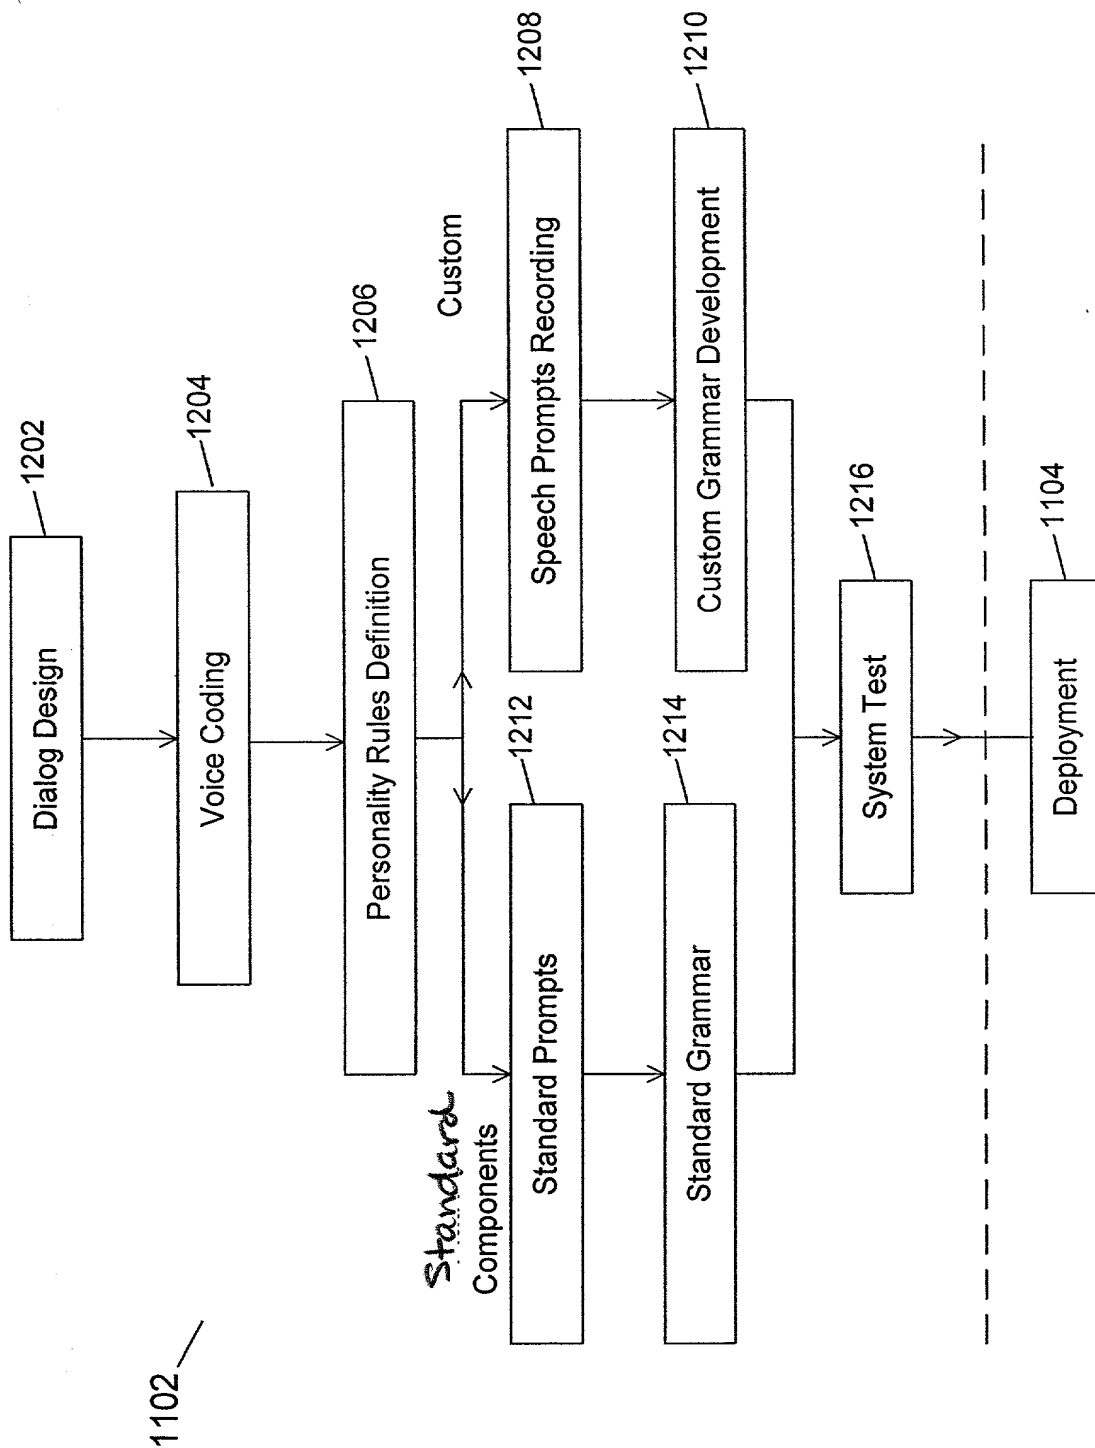 1102
Dialog Design
1202
Voice Coding
1204
Personality Rules Definition
1206
Standard
Components
Custom
Standard Prompts
1212
Speech Prompts Recording
1208
Standard Grammar
1214
Custom Grammar Development
1210
System Test
1216
Deployment
1104